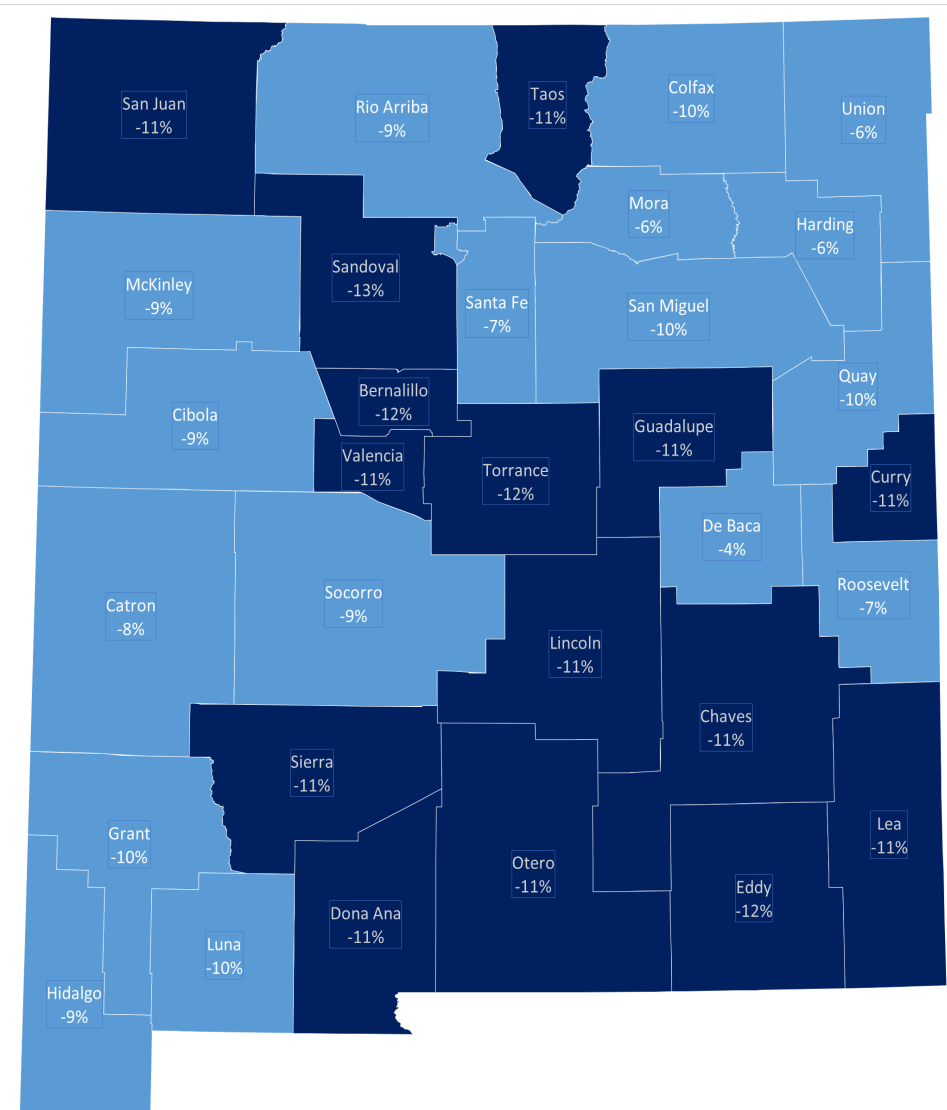 San Juan
-11%
Rio Arriba
-9%
Taos
-11%
Colfax
-10%
Union
-6%
Mora
-6%
Harding
-6%
McKinley
-9%
Sandoval
-13%
Santa Fe
-7%
San Miguel
-10%
Quay
-10%
Cibola
-9%
Bernalillo
-12%
Valencia
-11%
Torrance
-12%
Guadalupe
-11%
Curry
-11%
De Baca
-4%
Roosevelt
-7%
Catron
-8%
Socorro
-9%
Lincoln
-11%
Chaves
-11%
Sierra
-11%
Grant
-10%
Otero
-11%
Lea
-11%
Eddy
-12%
Dona Ana
-11%
Luna
-10%
Hidalgo
-9%